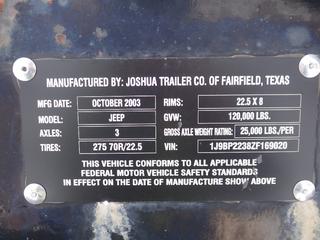 MANUFACTURED BY: JOSHUA TRAILER CO. OF FAIRFIELD, TEXAS
MFG DATE: OCTOBER 2003 RIMS: 22.5 X 8
MODEL: JEEP GVW: 120,000 LBS.
AXLES: 3 GROSS AXLE WEIGHT RATING: 25,000 LBS./PER
TIRES: 275 70R/22.5 VIN: 1J9BP2238ZF169020
THIS VEHICLE CONFORMS TO ALL APPLICABLE
FEDERAL MOTOR VEHICLE SAFETY STANDARDS
IN EFFECT ON THE DATE OF MANUFACTURE SHOW ABOVE